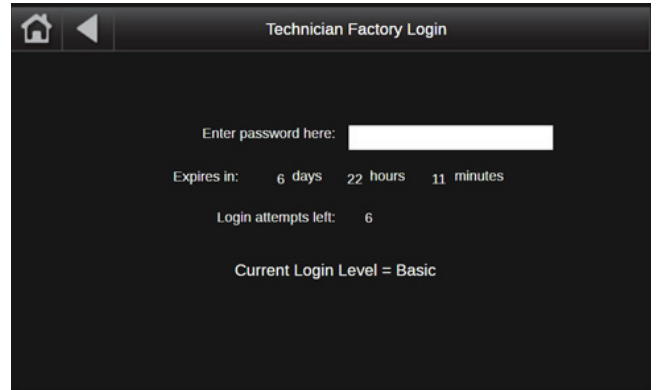 Technician Factory Login
Enter password here:
Expires in: 6 days 22 hours 11 minutes
Login attempts left: 6
Current Login Level = Basic